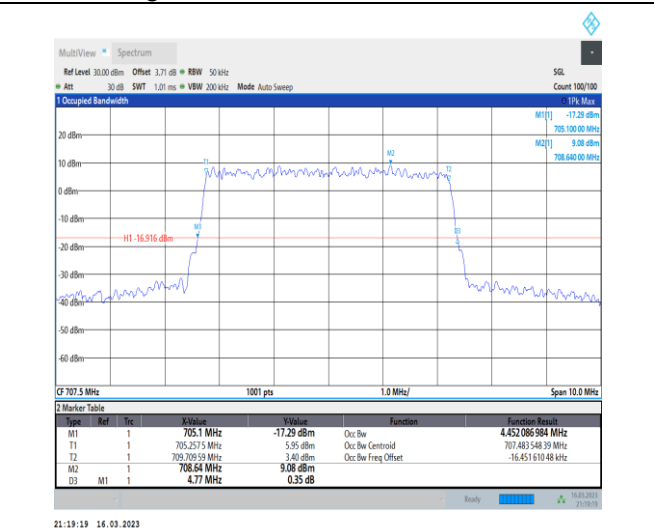 MultiView Spectrum
Ref Level 30.00 dBm Offset 3.71 dB RBW 50 kHz SGL
Att 30 dB SWT 1.01 ms VBW 200 kHz Mode Auto Sweep Count 100/100
1 Occupied Bandwidth 1Pk Max
M1[1] -17.29 dBm
705.100 00 MHz
M2[1] 9.08 dBm
708.640 00 MHz
20 dBm
10 dBm
0 dBm
-10 dBm
-20 dBm
-30 dBm
-40 dBm
-50 dBm
-60 dBm
T1
M2
T2
M1
D3
H1 -16.916 dBm
CF 707.5 MHz 1001 pts 1.0 MHz/ Span 10.0 MHz
2 Marker Table
Type Ref Trc X-Value Y-Value Function Function Result
M1 1 705.1 MHz -17.29 dBm Occ Bw 4.452 086 984 MHz
T1 1 705.257 5 MHz 5.95 dBm Occ Bw Centroid 707.483 548 39 MHz
T2 1 709.709 59 MHz 3.40 dBm Occ Bw Freq Offset -16.451 610 48 kHz
M2 1 708.64 MHz 9.08 dBm
D3 M1 1 4.77 MHz 0.35 dB
Ready 16.03.2023
21:19:19
21:19:19 16.03.2023